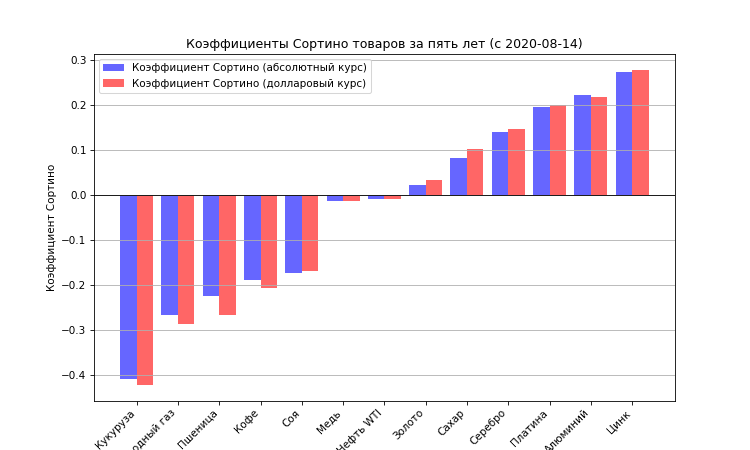 Коэффициенты Сортино товаров за пять лет (с 2020-08-14)
Коэффициент Сортино (абсолютный курс)
Коэффициент Сортино (долларовый курс)
Коэффициент Сортино
0.3
0.2
0.1
0.0
−0.1
−0.2
−0.3
−0.4
Кукуруза
одный газ
Пшеница
Кофе
Соя
Медь
Нефть WTI
Золото
Сахар
Серебро
Платина
Алюминий
Цинк